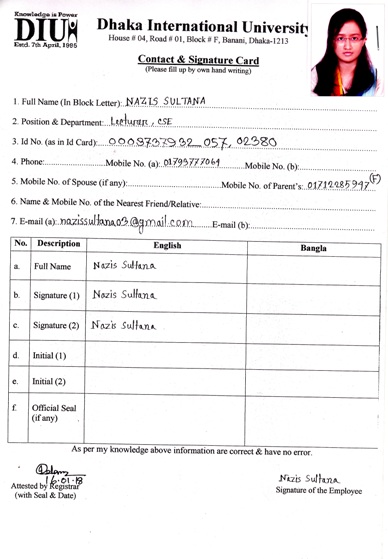 Knowledge is Power
DIU
Estd. 7th April, 1995
Dhaka International University
House # 04, Road # 01, Block # F, Banani, Dhaka-1213
Contact & Signature Card
(Please fill up by own hand writing)
1. Full Name (In Block Letter): NAZIS SULTANA
2. Position & Department: Lecturer, CSE
3. Id No. (as in Id Card): 0009737932 057, 02380
4. Phone: Mobile No. (a): 01793777064 Mobile No. (b):
5. Mobile No. of Spouse (if any): Mobile No. of Parent's: 01712285947 (F)
6. Name & Mobile No. of the Nearest Friend/Relative:
7. E-mail (a): nazissultana03@gmail.com E-mail (b):
No. Description English Bangla
a. Full Name Nazis Sultana
b. Signature (1) Nazis Sultana
c. Signature (2) Nazis Sultana
d. Initial (1)
e. Initial (2)
f. Official Seal
(if any)
As per my knowledge above information are correct & have no error.
16-01-18
Attested by Registrar
(with Seal & Date)
Nazis Sultana
Signature of the Employee